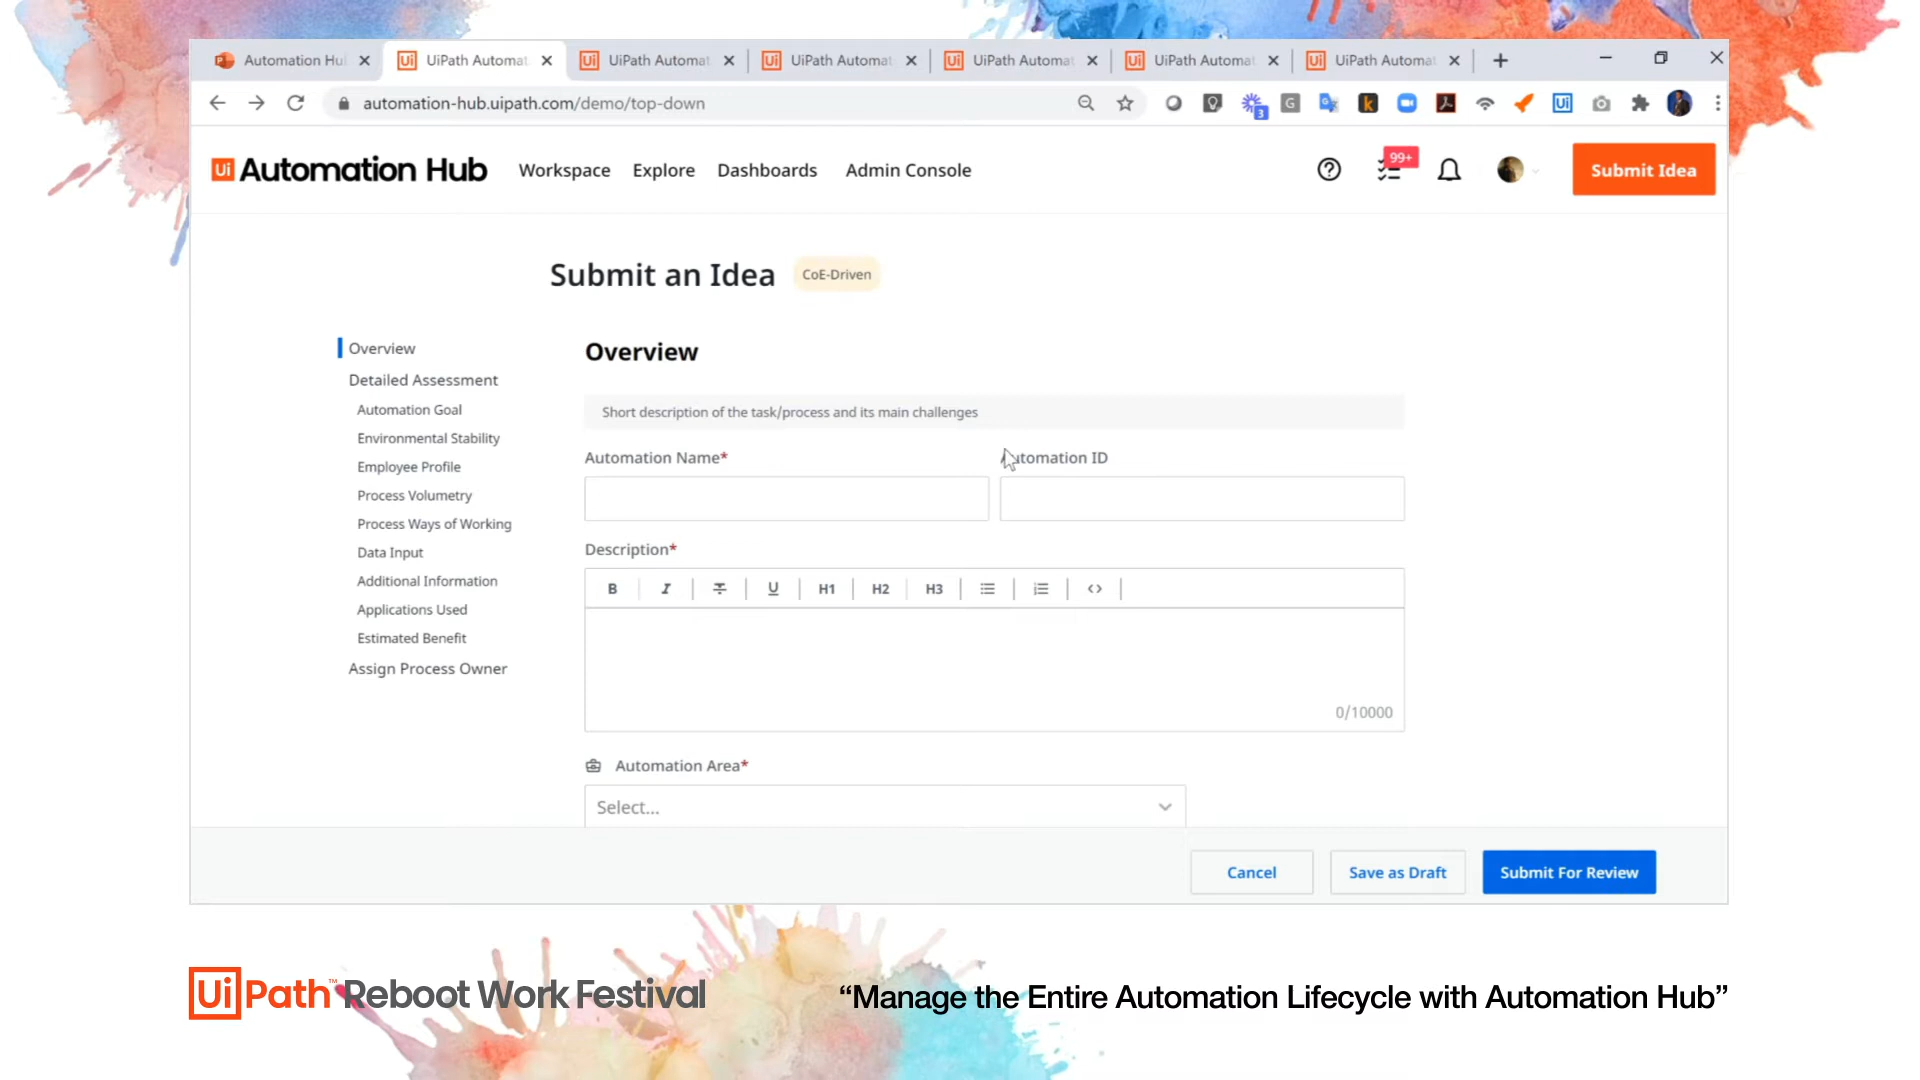 Automation Hu
UiPath Automat
UiPath Automat
UiPath Automat
UiPath Automat
UiPath Automat
UiPath Automat
automation-hub.uipath.com/demo/top-down
3
Ui Automation Hub
Workspace
Explore
Dashboards
Admin Console
99+
Submit Idea
Submit an Idea
CoE-Driven
Overview
Detailed Assessment
Automation Goal
Environmental Stability
Employee Profile
Process Volumetry
Process Ways of Working
Data Input
Additional Information
Applications Used
Estimated Benefit
Assign Process Owner
Overview
Short description of the task/process and its main challenges
Automation Name*
Automation ID
Description*
B I S U H1 H2 H3 <>
0/10000
Automation Area*
Select...
Cancel
Save as Draft
Submit For Review
UiPath™ Reboot Work Festival
“Manage the Entire Automation Lifecycle with Automation Hub”